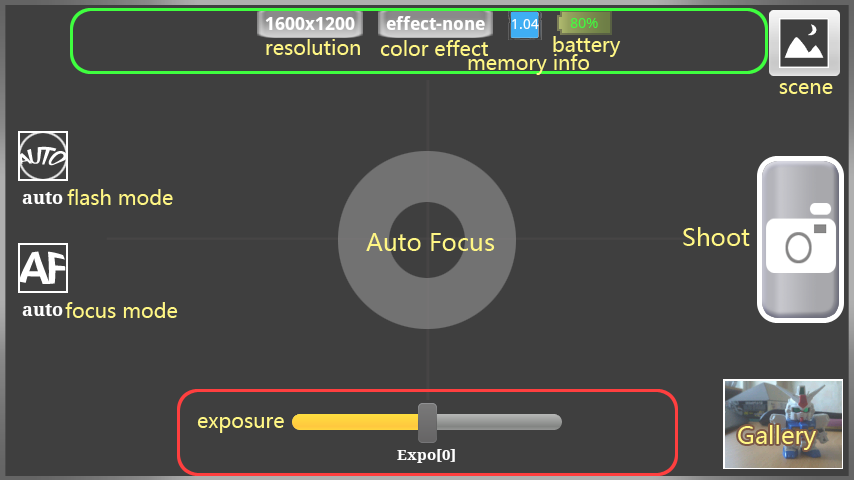 1600x1200 effect-none 1.04 80%
resolution color effect battery
memory info
scene
AUTO
auto flash mode
Auto Focus
Shoot
AF
auto focus mode
exposure
Expo[0]
Gallery